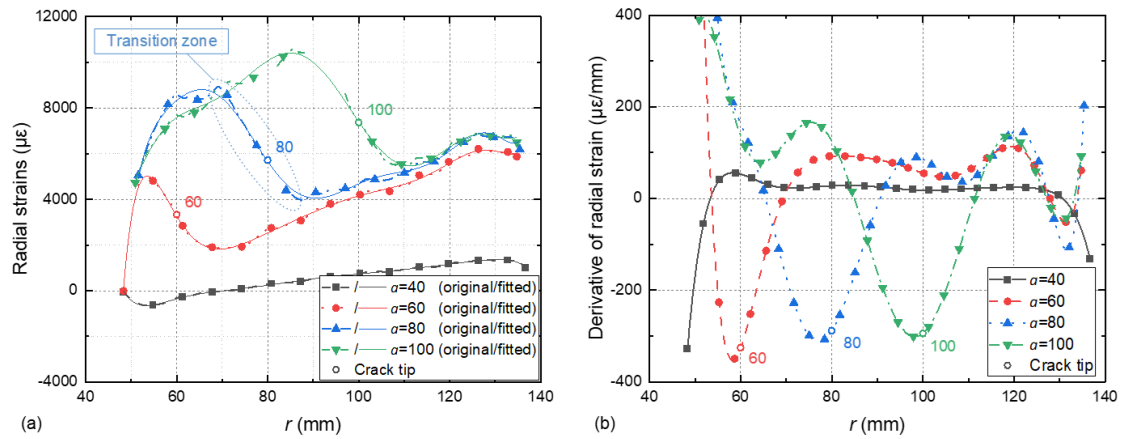 12000
8000
4000
0
-4000
Radial strains (με)
Transition zone
60
80
100
l/ a=40 (original/fitted)
l/ a=60 (original/fitted)
l/ a=80 (original/fitted)
l/ a=100 (original/fitted)
Crack tip
40 60 80 100 120 140
(a) r (mm)
400
200
0
-200
-400
Derivative of radial strain (με/mm)
60
80
100
a=40
a=60
a=80
a=100
Crack tip
40 60 80 100 120 140
(b) r (mm)